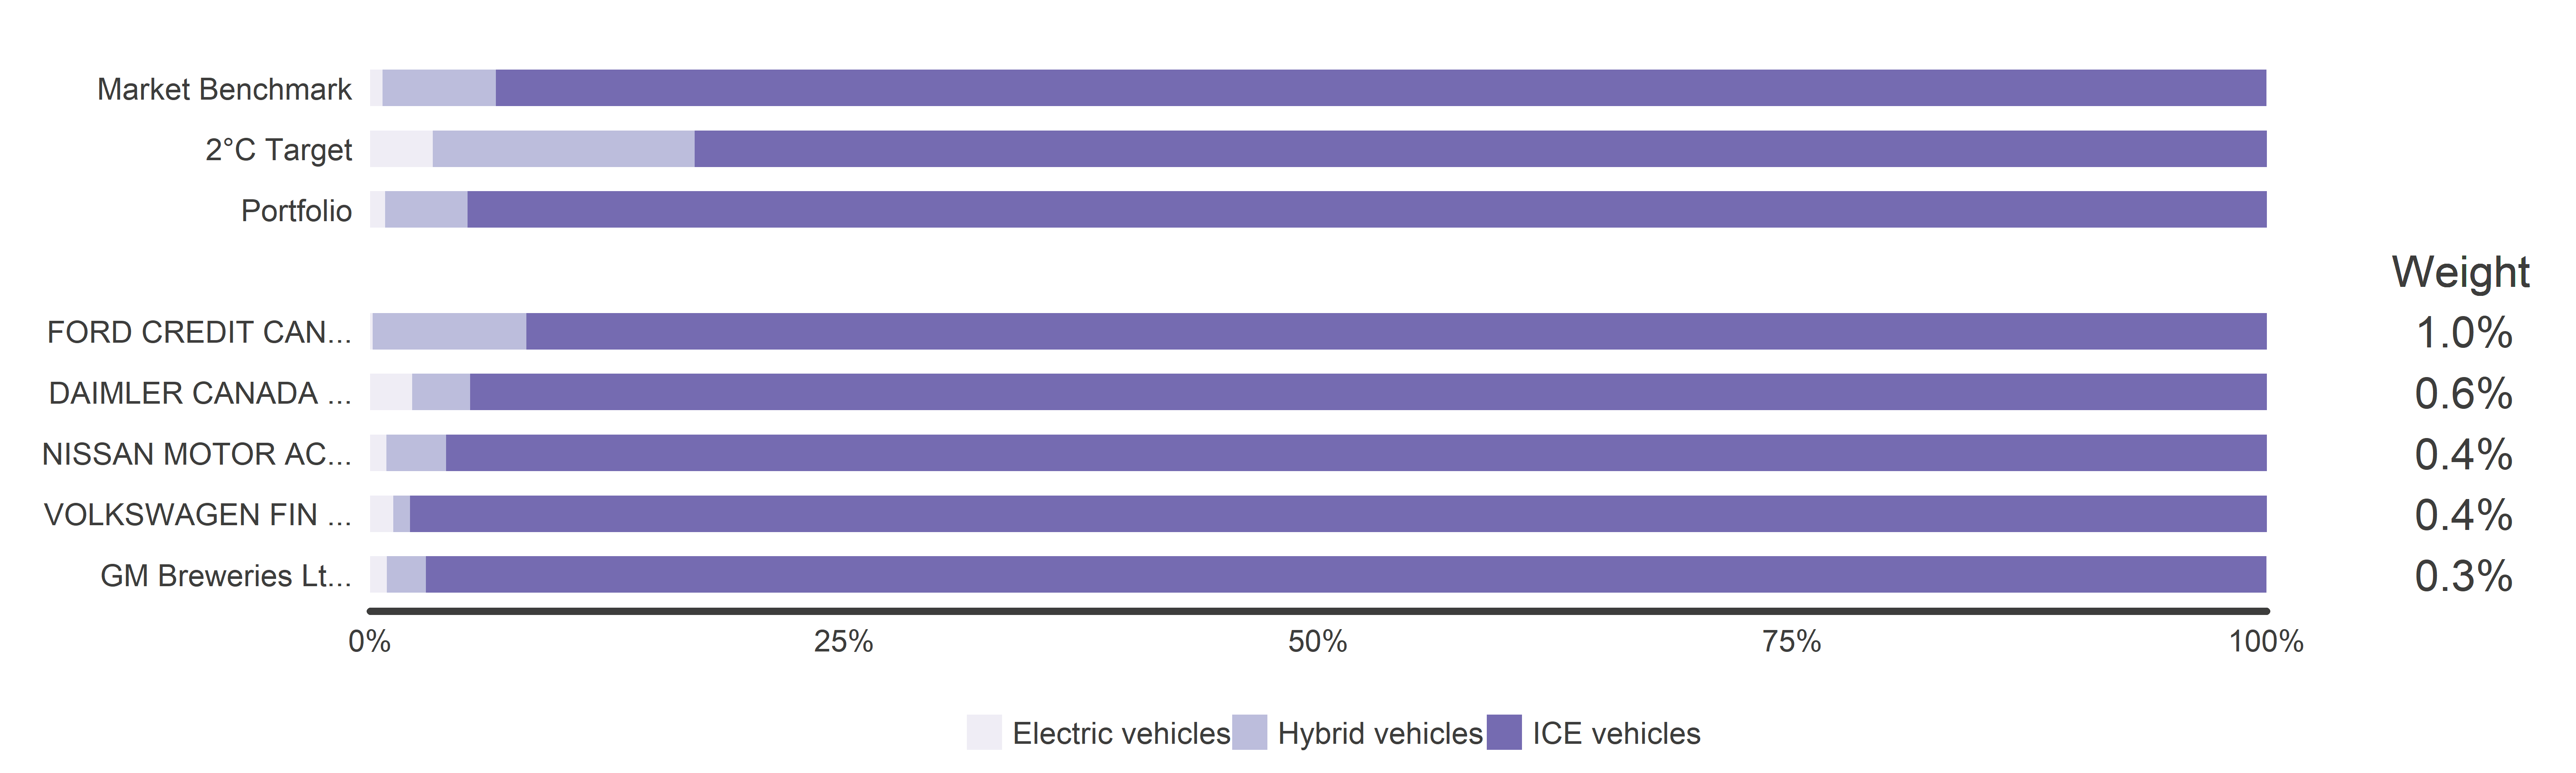 Market Benchmark
2°C Target
Portfolio
Weight
FORD CREDIT CAN... 1.0%
DAIMLER CANADA ... 0.6%
NISSAN MOTOR AC... 0.4%
VOLKSWAGEN FIN ... 0.4%
GM Breweries Lt... 0.3%
0% 25% 50% 75% 100%
Electric vehicles Hybrid vehicles ICE vehicles